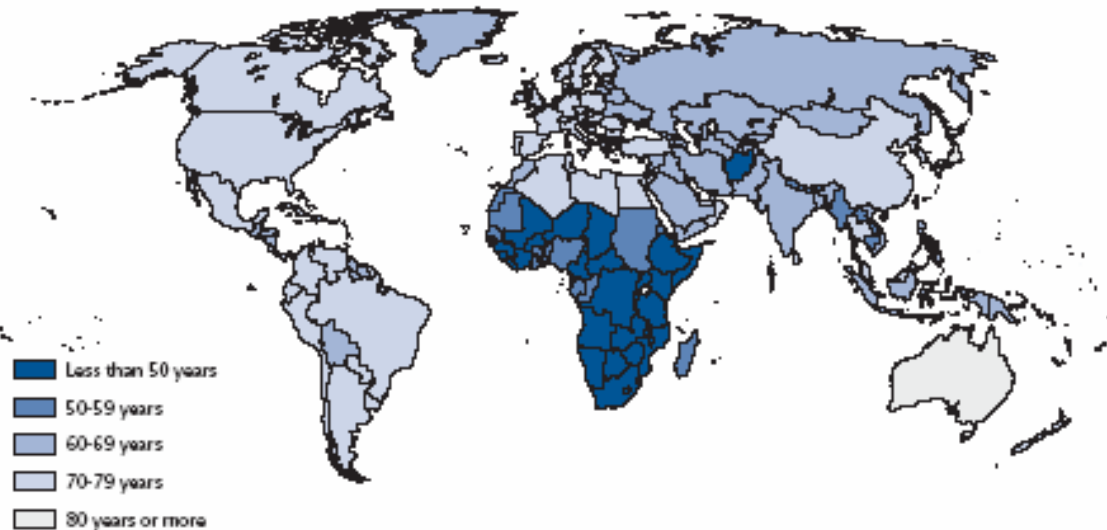 Less than 50 years
50-59 years
60-69 years
70-79 years
80 years or more